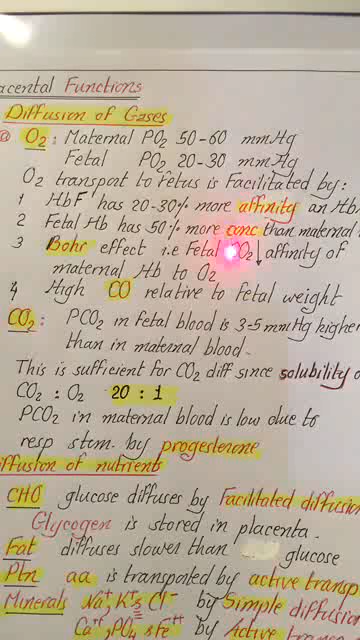 acental Functions
Diffusion of Gases
@ O2 : Maternal PO2 50-60 mmHg
Fetal PO2 20-30 mmHg
O2 transport to fetus is Facilitated by:
1 HbF has 20-30% more affinity an Hb-
2 Fetal Hb has 50% more conc than maternal
3 Bohr effect i.e Fetal CO2↓ affinity of
maternal Hb to O2
4 High CO relative to fetal weight
CO2 : PCO2 in fetal blood is 3-5 mmHg higher
than in maternal blood.
This is sufficient for CO2 diff since solubility o
CO2 : O2 20 : 1
PCO2 in maternal blood is low due to
resp stem. by progesterone
iffusion of nutrients
CHO glucose diffuses by Facilitated diffusion
Glycogen is stored in placenta.
Fat diffuses slower than glucose
Ptn aa is transported by active transp
Minerals Na+, K+ & Cl- by Simple diffusion
Ca++, PO4 & Fe++ by Active trans